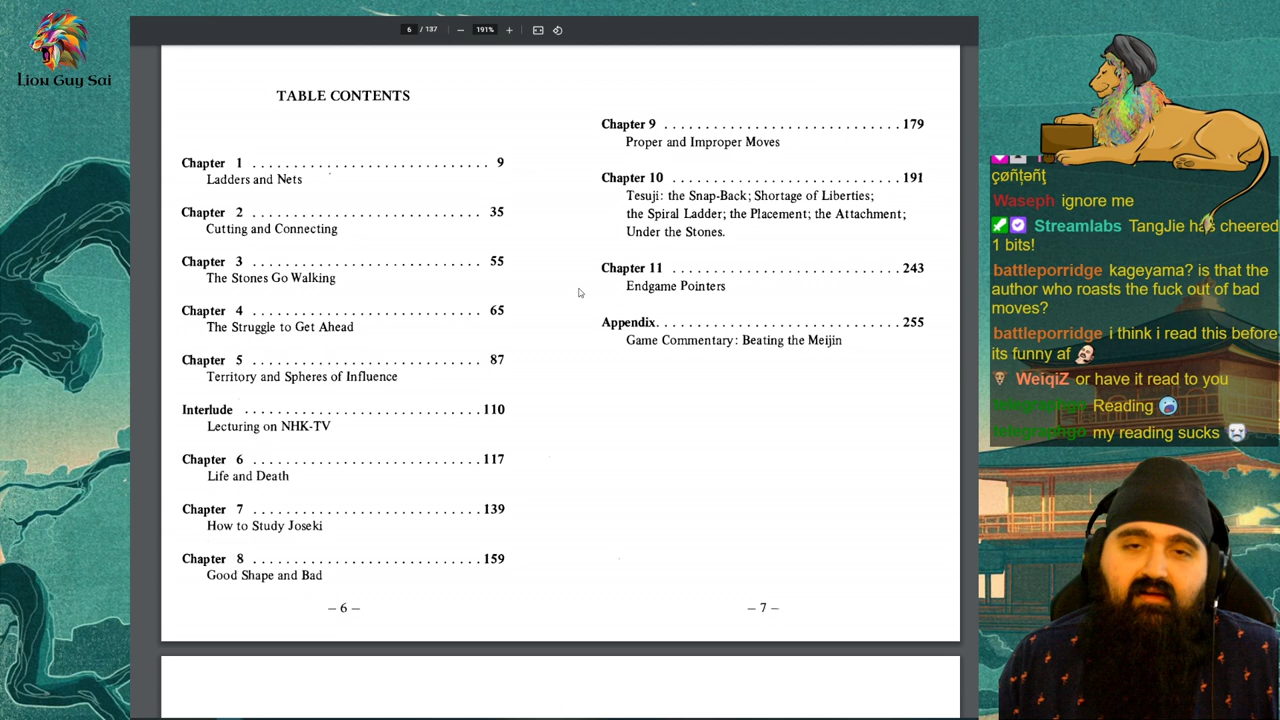 Lion Guy Sai
6 / 137
191%
TABLE CONTENTS
Chapter 1 . . . . . . . . . . . . . . . . . . . . . . . . . . . . . 9
Ladders and Nets
Chapter 2 . . . . . . . . . . . . . . . . . . . . . . . . . . . . 35
Cutting and Connecting
Chapter 3 . . . . . . . . . . . . . . . . . . . . . . . . . . . . 55
The Stones Go Walking
Chapter 4 . . . . . . . . . . . . . . . . . . . . . . . . . . . . 65
The Struggle to Get Ahead
Chapter 5 . . . . . . . . . . . . . . . . . . . . . . . . . . . . 87
Territory and Spheres of Influence
Interlude . . . . . . . . . . . . . . . . . . . . . . . . . . . . . 110
Lecturing on NHK-TV
Chapter 6 . . . . . . . . . . . . . . . . . . . . . . . . . . . . 117
Life and Death
Chapter 7 . . . . . . . . . . . . . . . . . . . . . . . . . . . . 139
How to Study Joseki
Chapter 8 . . . . . . . . . . . . . . . . . . . . . . . . . . . . 159
Good Shape and Bad
– 6 –
Chapter 9 . . . . . . . . . . . . . . . . . . . . . . . . . . . . . 179
Proper and Improper Moves
Chapter 10 . . . . . . . . . . . . . . . . . . . . . . . . . . . . 191
Tesuji: the Snap-Back; Shortage of Liberties;
the Spiral Ladder; the Placement; the Attachment;
Under the Stones.
Chapter 11 . . . . . . . . . . . . . . . . . . . . . . . . . . . . 243
Endgame Pointers
Appendix. . . . . . . . . . . . . . . . . . . . . . . . . . . . . . 255
Game Commentary: Beating the Meijin
– 7 –
çøñţəñţ
Waseph ignore me
Streamlabs TangJie has cheered
1 bits!
battleporridge kageyama? is that the
author who roasts the fuck out of bad
moves?
battleporridge i think i read this before
its funny af
WeiqiZ or have it read to you
telegraphgo Reading
telegraphgo my reading sucks